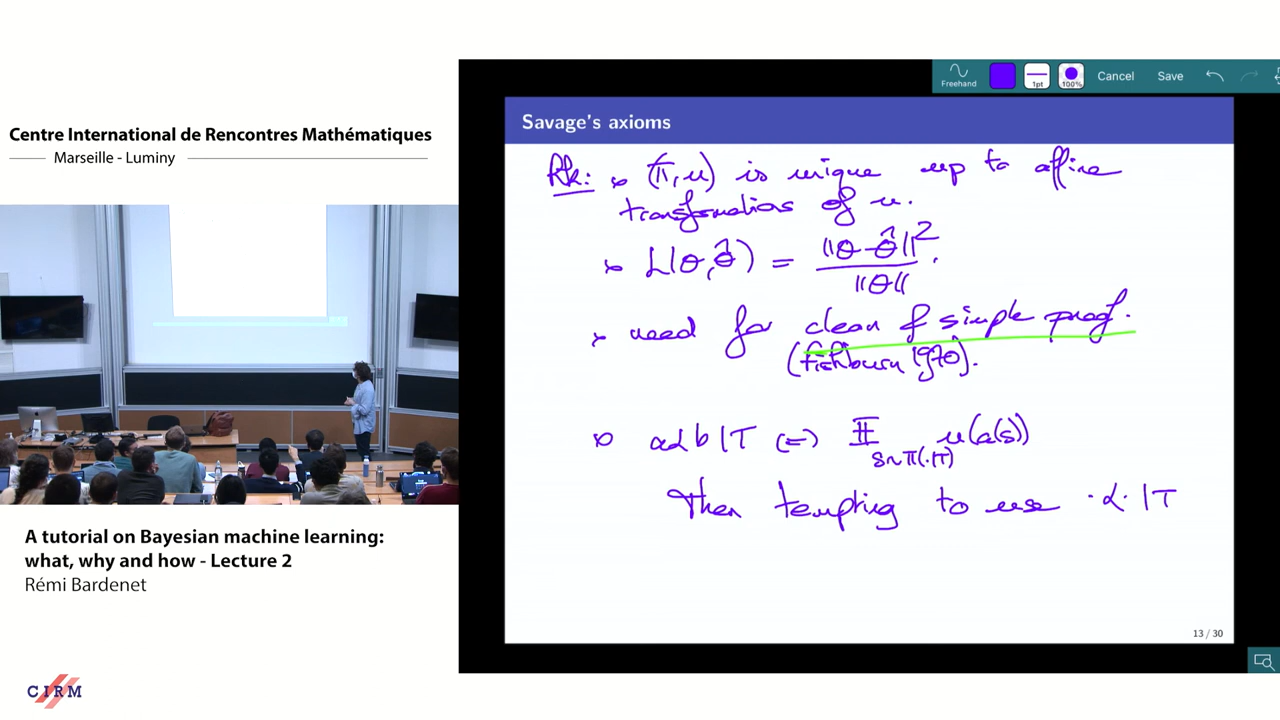 Centre International de Rencontres Mathématiques
Marseille - Luminy
A tutorial on Bayesian machine learning:
what, why and how - Lecture 2
Rémi Bardenet
CIRM
Freehand
1pt
100%
Cancel
Save
Savage's axioms
Rk: × (π, u) is unique up to affine
transformations of u.
× L(θ, θ̂) = ‖θ-θ̂‖² / ‖θ‖.
× need for clean & simple proof.
(Fishburn 1970).
× a≺b|T (=) 𝔼_{s~π(.|T)} u(a(s))
Then tempting to use ·≺·|T
13 / 30